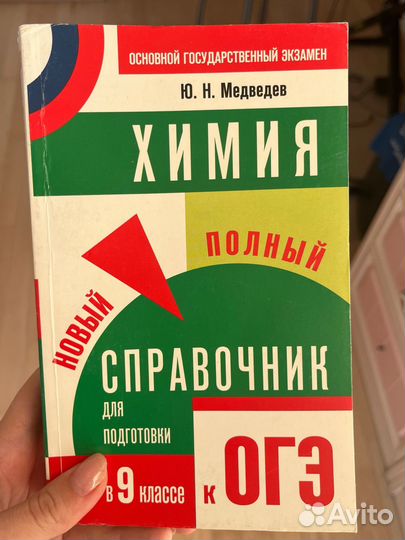 ОСНОВНОЙ ГОСУДАРСТВЕННЫЙ ЭКЗАМЕН
Ю. Н. Медведев
ХИМИЯ
НОВЫЙ
ПОЛНЫЙ
СПРАВОЧНИК
для
подготовки
в 9 классе к ОГЭ
Avito